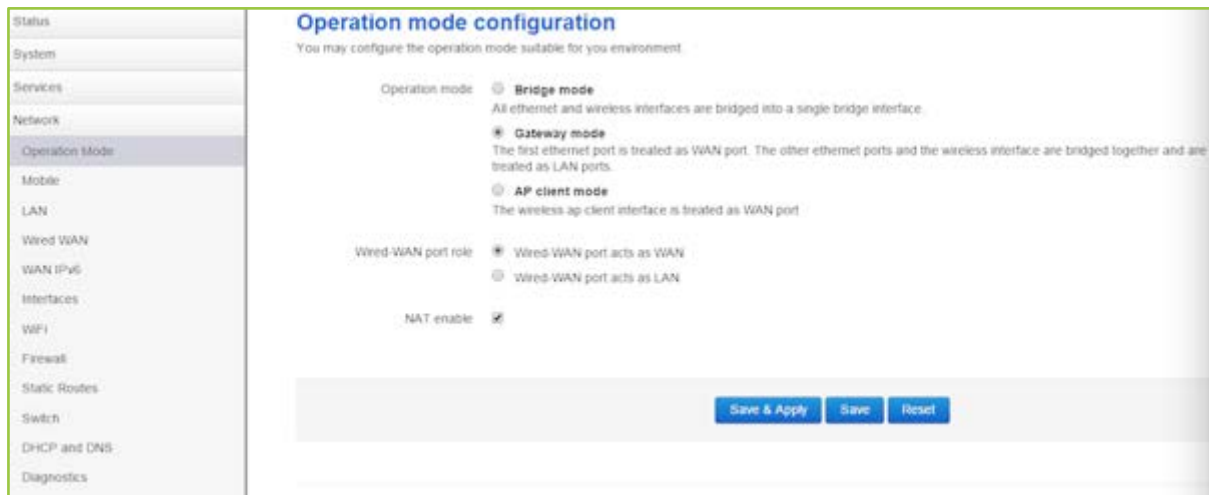 Status
System
Services
Network
Operation Mode
Mobile
LAN
Wired WAN
WAN IPv6
Interfaces
WiFi
Firewall
Static Routes
Switch
DHCP and DNS
Diagnostics
Operation mode configuration
You may configure the operation mode suitable for you environment.
Operation mode
Bridge mode
All ethernet and wireless interfaces are bridged into a single bridge interface.
Gateway mode
The first ethernet port is treated as WAN port. The other ethernet ports and the wireless interface are bridged together and are
treated as LAN ports.
AP client mode
The wireless ap client interface is treated as WAN port
Wired-WAN port role
Wired-WAN port acts as WAN
Wired-WAN port acts as LAN
NAT enable
Save & Apply
Save
Reset